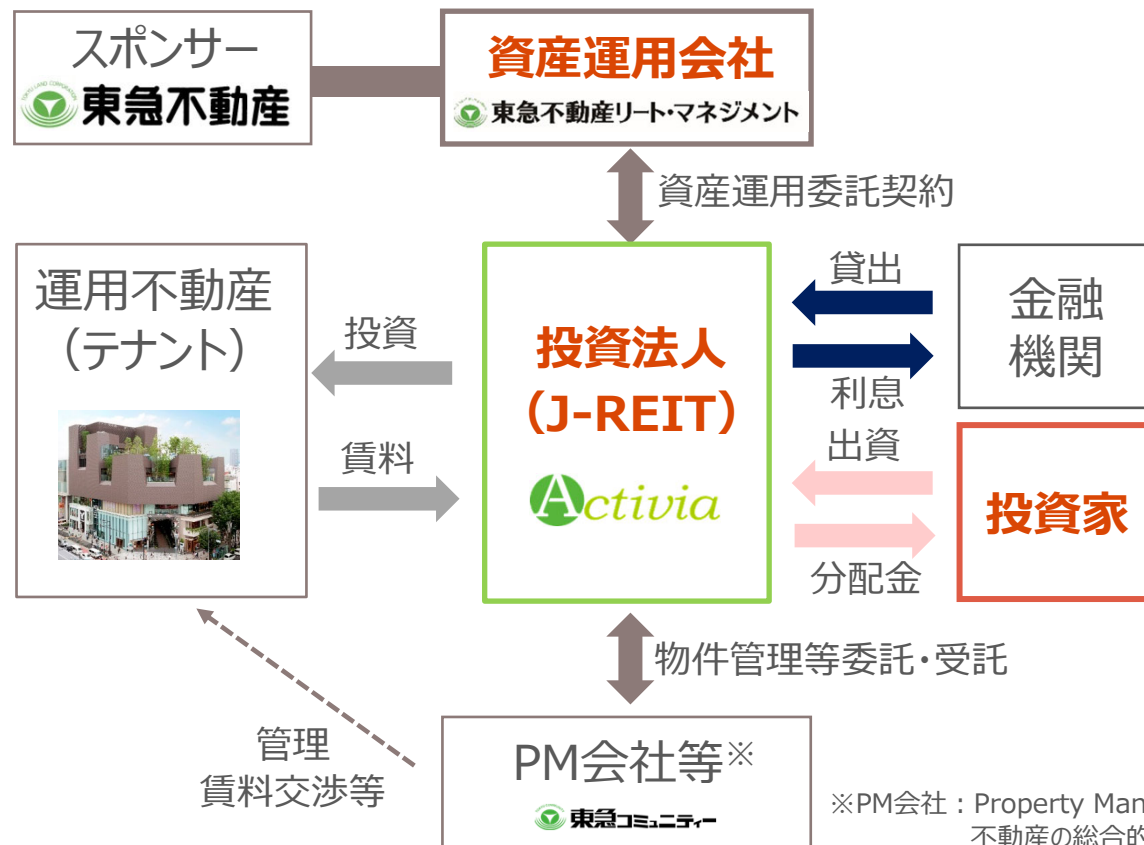 スポンサー
東急不動産
資産運用会社
東急不動産リート・マネジメント
資産運用委託契約
運用不動産
（テナント）
投資
賃料
投資法人
（J-REIT）
Activia
貸出
利息
出資
分配金
金融
機関
投資家
物件管理等委託・受託
管理
賃料交渉等
PM会社等※
東急コミュニティー
※PM会社：Property Man
不動産の総合的